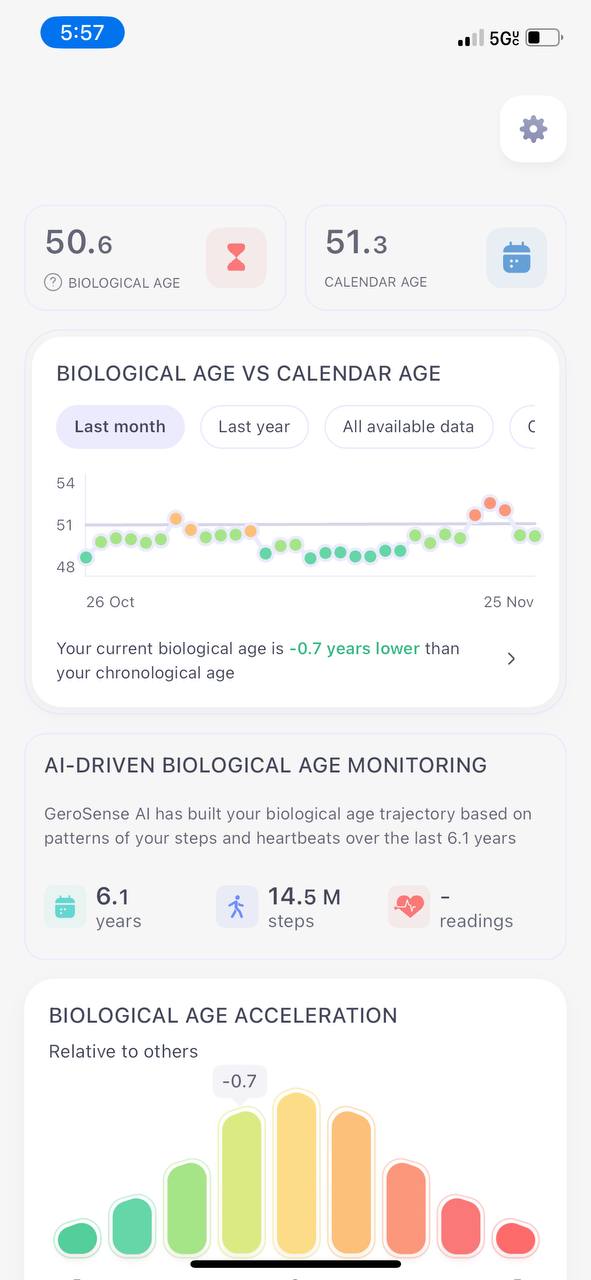 5:57
5G UC
50.6
? BIOLOGICAL AGE
51.3
CALENDAR AGE
BIOLOGICAL AGE VS CALENDAR AGE
Last month Last year All available data
54
51
48
26 Oct 25 Nov
Your current biological age is -0.7 years lower than
your chronological age
AI-DRIVEN BIOLOGICAL AGE MONITORING
GeroSense AI has built your biological age trajectory based on
patterns of your steps and heartbeats over the last 6.1 years
6.1
years
14.5 M
steps
-
readings
BIOLOGICAL AGE ACCELERATION
Relative to others
-0.7